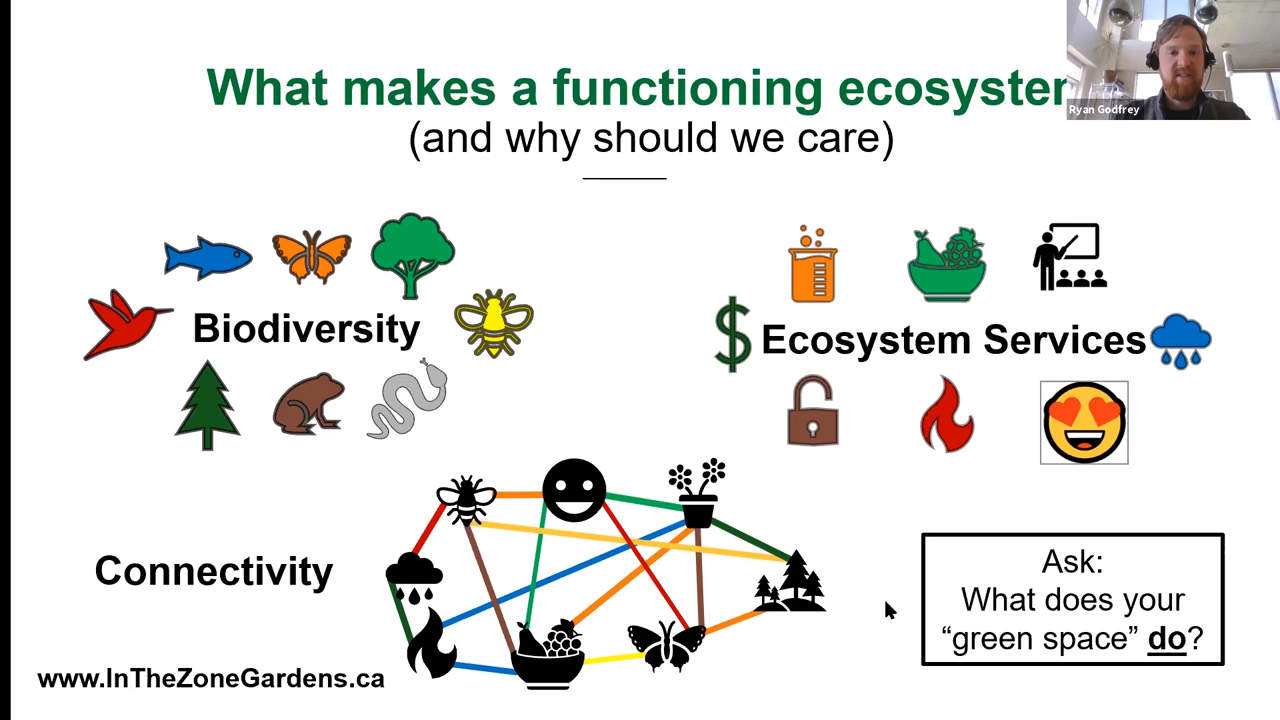 What makes a functioning ecosyster
Ryan Godfrey
(and why should we care)
Biodiversity
$ Ecosystem Services
Connectivity
Ask:
What does your
“green space” do?
www.InTheZoneGardens.ca